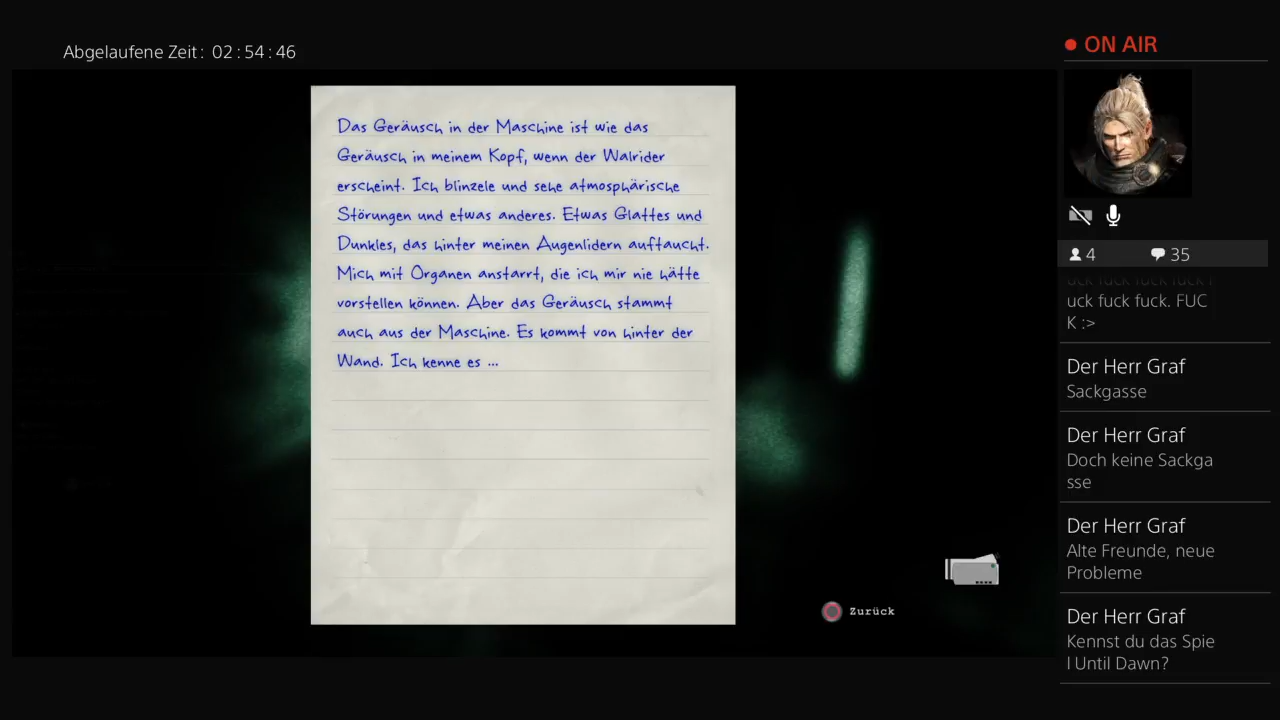 Abgelaufene Zeit: 02:54:46
ON AIR
Das Geräusch in der Maschine ist wie das
Geräusch in meinem Kopf, wenn der Walrider
erscheint. Ich blinzele und sehe atmosphärische
Störungen und etwas anderes. Etwas Glattes und
Dunkles, das hinter meinen Augenlidern auftaucht.
Mich mit Organen anstarrt, die ich mir nie hätte
vorstellen können. Aber das Geräusch stammt
auch aus der Maschine. Es kommt von hinter der
Wand. Ich kenne es ...
Zurück
4
35
uck fuck fuck fuck f
uck fuck fuck. FUC
K :>
Der Herr Graf
Sackgasse
Der Herr Graf
Doch keine Sackga
sse
Der Herr Graf
Alte Freunde, neue
Probleme
Der Herr Graf
Kennst du das Spie
l Until Dawn?